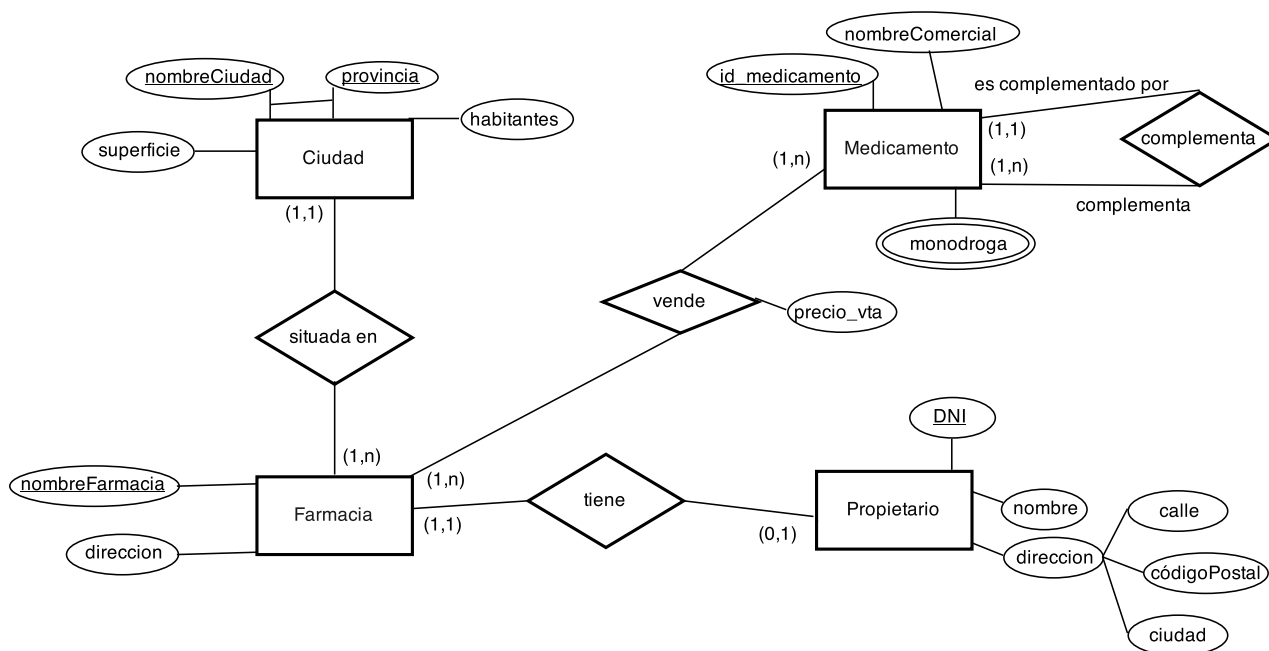 nombreComercial
nombreCiudad
provincia
id_medicamento
es complementado por
habitantes
(1,1)
complementa
superficie
Ciudad
Medicamento
(1,n)
(1,n)
(1,1)
complementa
monodroga
vende
precio_vta
situada en
DNI
(1,n)
(1,n)
nombreFarmacia
tiene
Farmacia
(1,1)
Propietario
(0,1)
nombre
calle
direccion
direccion
códigoPostal
ciudad